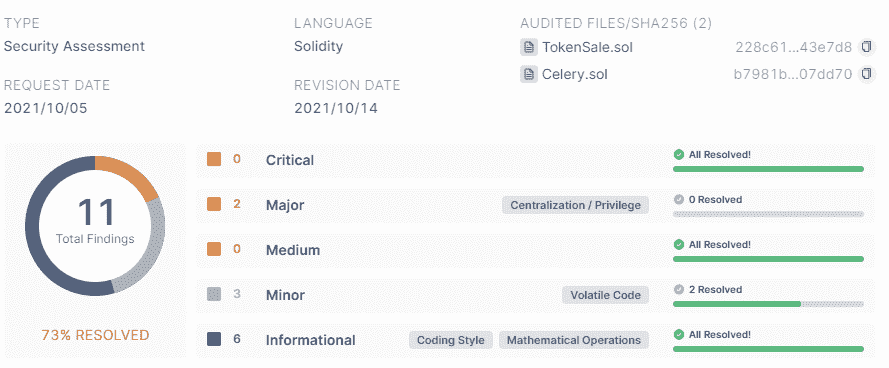 TYPE
Security Assessment
LANGUAGE
Solidity
AUDITED FILES/SHA256 (2)
TokenSale.sol 228c61...43e7d8
Celery.sol b7981b...07dd70
REQUEST DATE
2021/10/05
REVISION DATE
2021/10/14
11
Total Findings
73% RESOLVED
0 Critical All Resolved!
2 Major Centralization / Privilege 0 Resolved
0 Medium All Resolved!
3 Minor Volatile Code 2 Resolved
6 Informational Coding Style Mathematical Operations All Resolved!